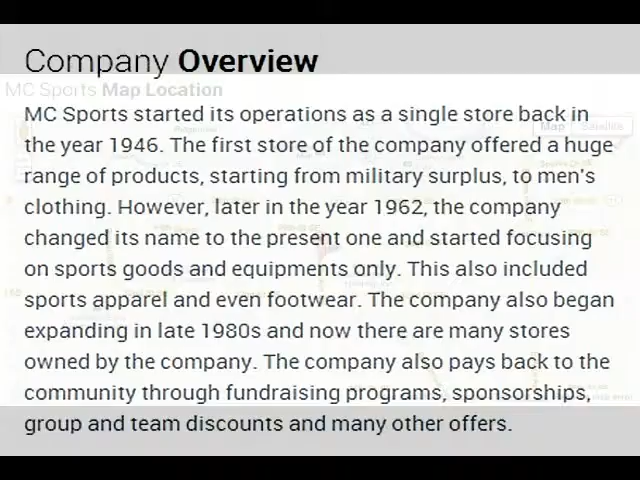 Company Overview
MC Sports Map Location
MC Sports started its operations as a single store back in
the year 1946. The first store of the company offered a huge
range of products, starting from military surplus, to men's
clothing. However, later in the year 1962, the company
changed its name to the present one and started focusing
on sports goods and equipments only. This also included
sports apparel and even footwear. The company also began
expanding in late 1980s and now there are many stores
owned by the company. The company also pays back to the
community through fundraising programs, sponsorships,
group and team discounts and many other offers.
Map
Satellite